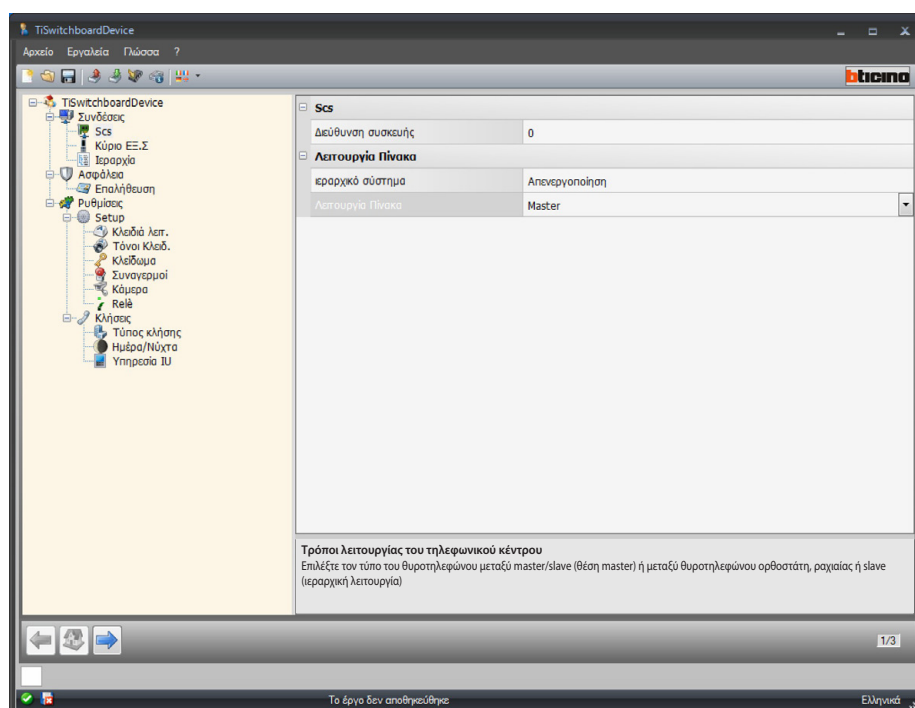 TiSwitchboardDevice
Αρχείο Εργαλεία Γλώσσα ?
bticino
TiSwitchboardDevice
Συνδέσεις
Scs
Κύριο ΕΞ.Σ
Ιεραρχία
Ασφάλεια
Επαλήθευση
Ρυθμίσεις
Setup
Κλειδιά λειτ.
Τόνοι Κλειδ.
Κλείδωμα
Συναγερμοί
Κάμερα
Relè
Κλήσεις
Τύπος κλήσης
Ημέρα/Νύχτα
Υπηρεσία IU
Scs
Διεύθυνση συσκευής 0
Λειτουργία Πίνακα
ιεραρχικό σύστημα Απενεργοποίηση
Λειτουργία Πίνακα Master
Τρόποι λειτουργίας του τηλεφωνικού κέντρου
Επιλέξτε τον τύπο του θυροτηλεφώνου μεταξύ master/slave (θέση master) ή μεταξύ θυροτηλεφώνου ορθοστάτη, ραχιαίας ή slave
(ιεραρχική λειτουργία)
1/3
Το έργο δεν αποθηκεύθηκε Ελληνικά